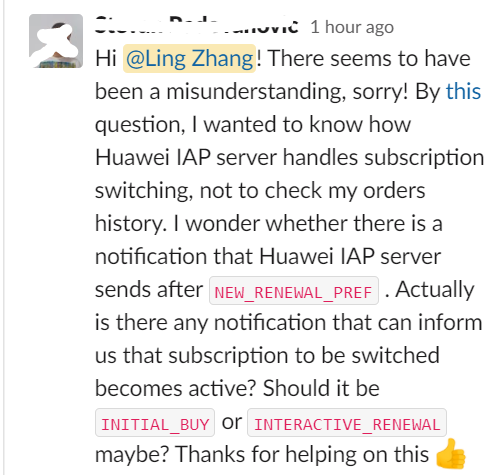 1 hour ago
Hi @Ling Zhang! There seems to have
been a misunderstanding, sorry! By this
question, I wanted to know how
Huawei IAP server handles subscription
switching, not to check my orders
history. I wonder whether there is a
notification that Huawei IAP server
sends after NEW_RENEWAL_PREF . Actually
is there any notification that can inform
us that subscription to be switched
becomes active? Should it be
INITIAL_BUY or INTERACTIVE_RENEWAL
maybe? Thanks for helping on this 👍